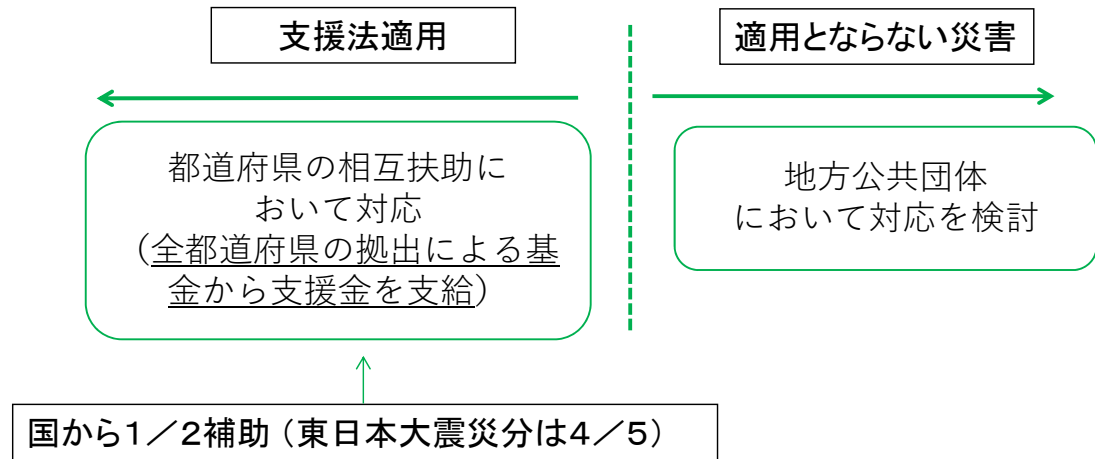 支援法適用
適用とならない災害
都道府県の相互扶助に
おいて対応
（全都道府県の拠出による基
金から支援金を支給）
地方公共団体
において対応を検討
国から１／２補助（東日本大震災分は４／５）